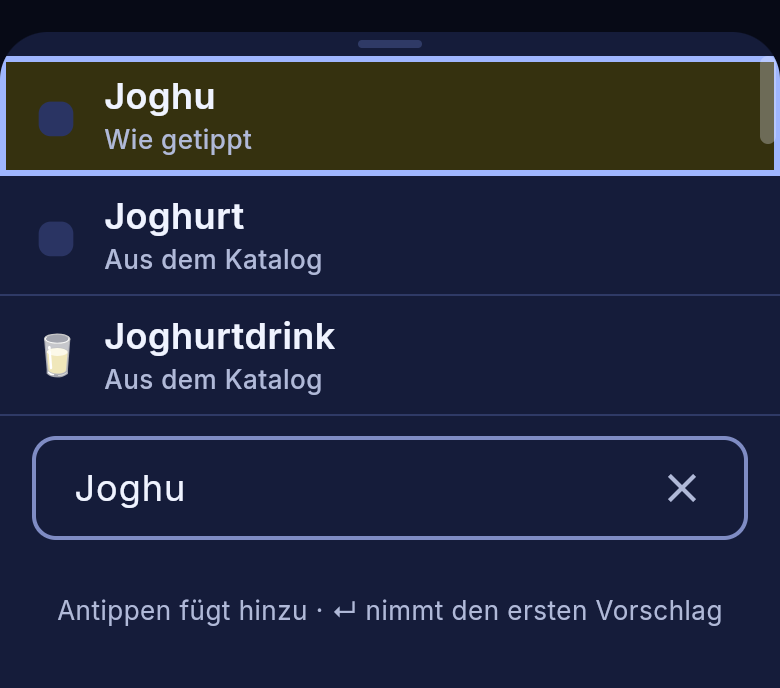 Joghu
Wie getippt
Joghurt
Aus dem Katalog
Joghurtdrink
Aus dem Katalog
Joghu
Antippen fügt hinzu · ↵ nimmt den ersten Vorschlag